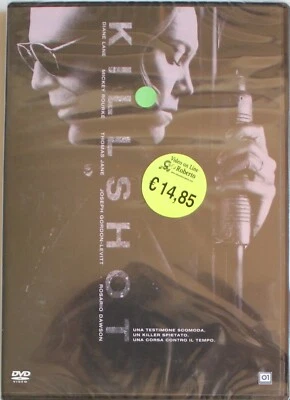 KILLSHOT
DIANE LANE
MICKEY ROURKE
THOMAS JANE
JOSEPH GORDON-LEVITT
ROSARIO DAWSON
Video on Line
Roberto
€ 14,85
UNA TESTIMONE SCOMODA,
UN KILLER SPIETATO.
UNA CORSA CONTRO IL TEMPO.
DVD
VIDEO
01